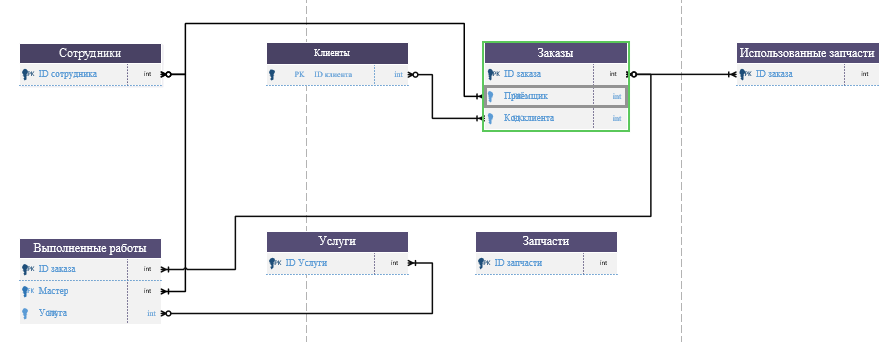 Сотрудники
PK ID сотрудника int
Клиенты
PK ID клиента int
Заказы
PK ID заказа int
Приёмщик int
Код клиента int
Использованные запчасти
PK ID заказа int
Выполненные работы
PK ID заказа int
FK Мастер int
Услуга int
Услуги
PK ID Услуги int
Запчасти
PK ID запчасти int